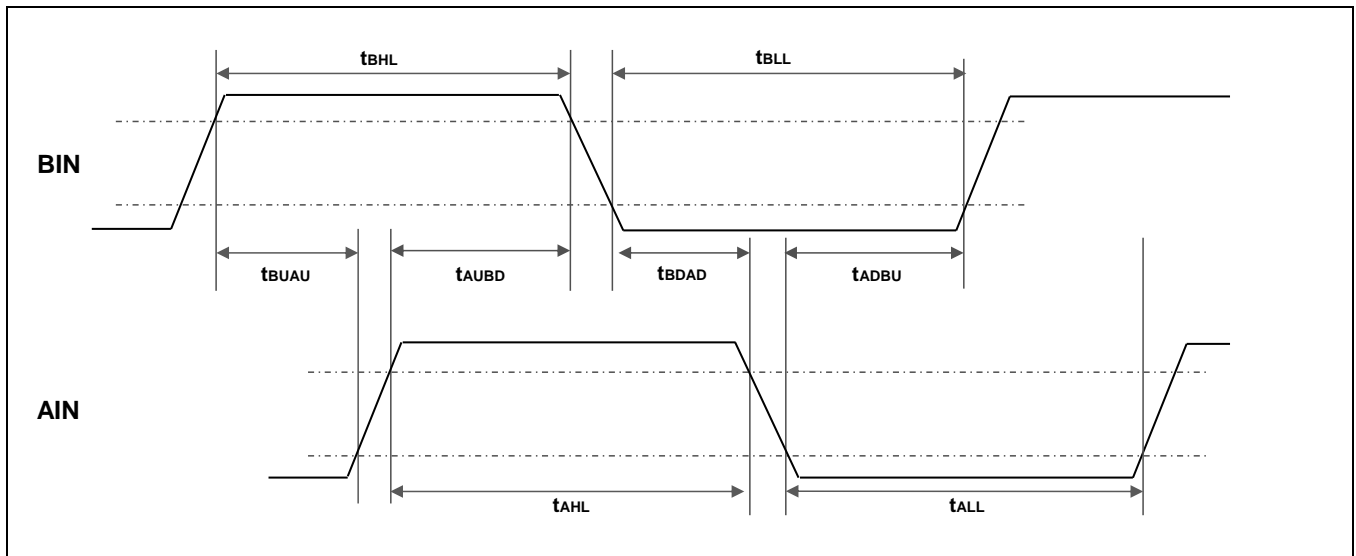 tBHL tBLL
BIN
tBUAU tAUBD tBDAD tADBU
AIN
tAHL tALL